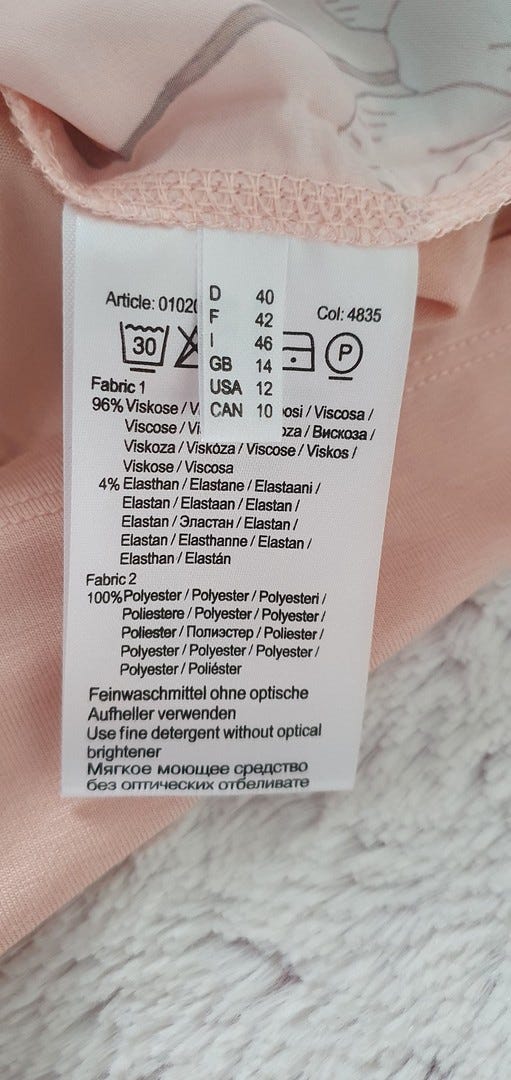 D 40
F 42
I 46
GB 14
USA 12
CAN 10
Article: 0102 Col: 4835
30 P
Fabric 1
96% Viskose / Viscosa /
Viscose / Вискоза /
Viskoza / Viskóza / Viscose / Viskos /
Viskose / Viscosa
4% Elasthan / Elastane / Elastaani /
Elastan / Elastaan / Elastan /
Elastan / Эластан / Elastan /
Elastan / Elasthanne / Elastan /
Elasthan / Elastán
Fabric 2
100% Polyester / Polyester / Polyesteri /
Poliestere / Polyester / Polyester /
Poliester / Полиэстер / Poliester /
Polyester / Polyester / Polyester /
Polyester / Poliéster
Feinwaschmittel ohne optische
Aufheller verwenden
Use fine detergent without optical
brightener
Мягкое моющее средство
без оптических отбеливате